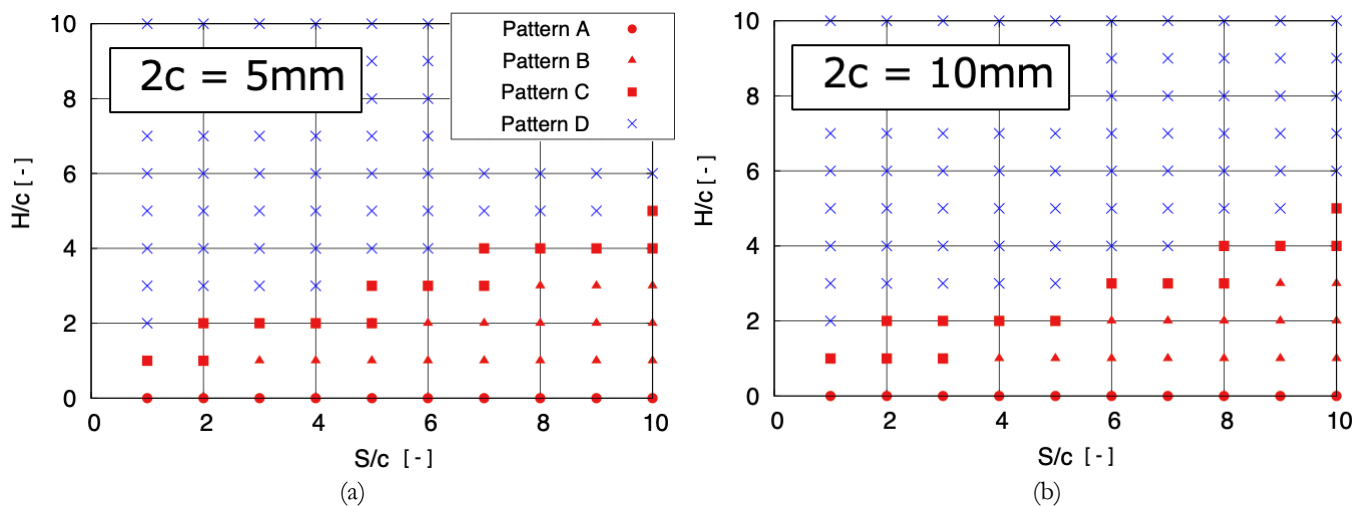 10
8
6
4
2
0
H/c [ - ]
2c = 5mm
Pattern A
Pattern B
Pattern C
Pattern D
0 2 4 6 8 10
S/c [ - ]
(a)
10
8
6
4
2
0
H/c [ - ]
2c = 10mm
0 2 4 6 8 10
S/c [ - ]
(b)